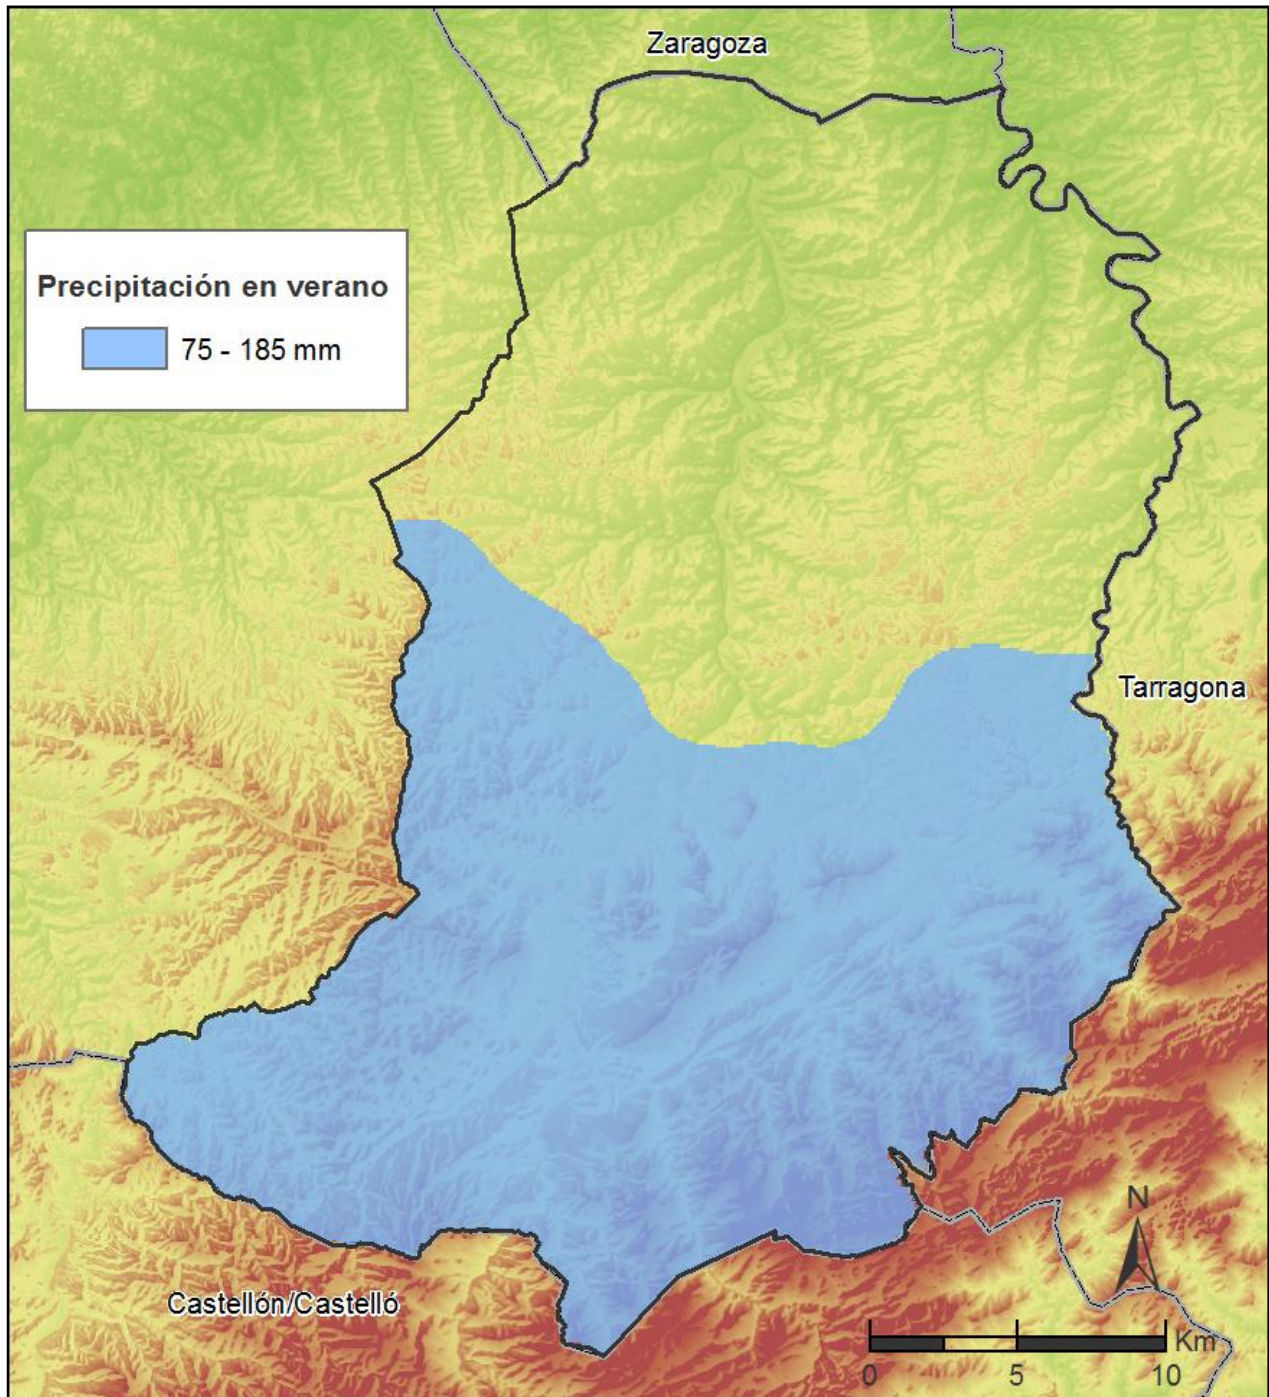 Zaragoza
Precipitación en verano
75 - 185 mm
Tarragona
N
Castellón/Castelló
Km
0 5 10